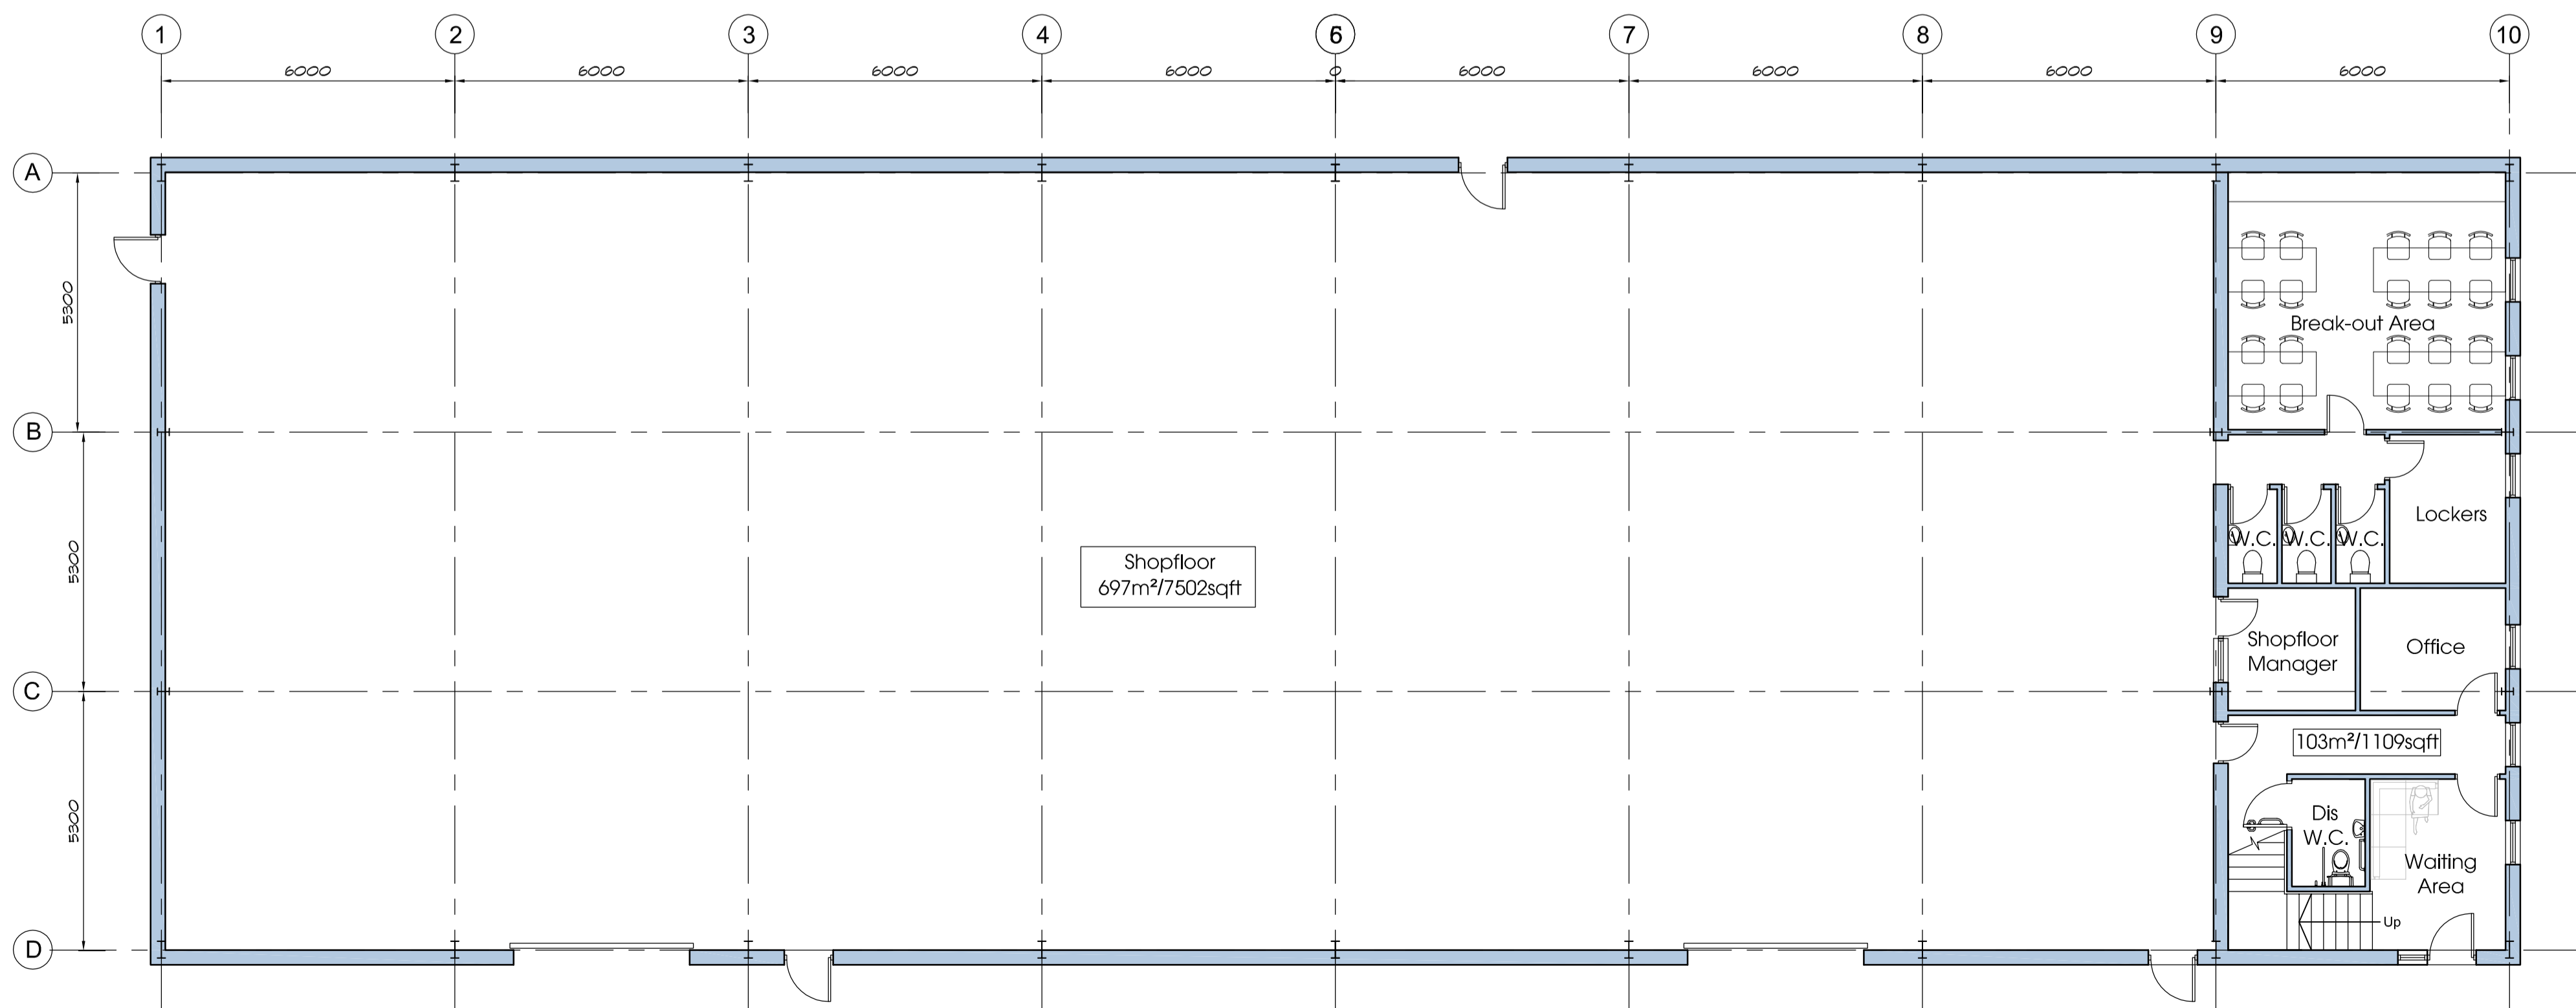 1 2 3 4 6 7 8 9 10
6000 6000 6000 6000 0 6000 6000 6000 6000
A
5300
B
Break-out Area
5300
Lockers
W.C. W.C. W.C.
Shopfloor
697m²/7502sqft
Shopfloor
Manager
Office
C
103m²/1109sqft
5300
Dis
W.C.
Waiting
Area
Up
D